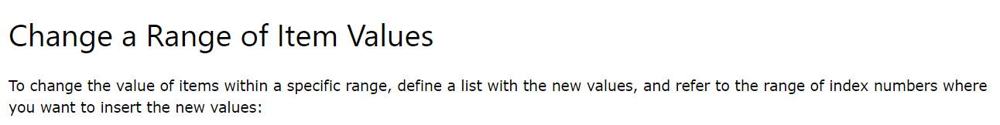 Change a Range of Item Values
To change the value of items within a specific range, define a list with the new values, and refer to the range of index numbers where
you want to insert the new values: